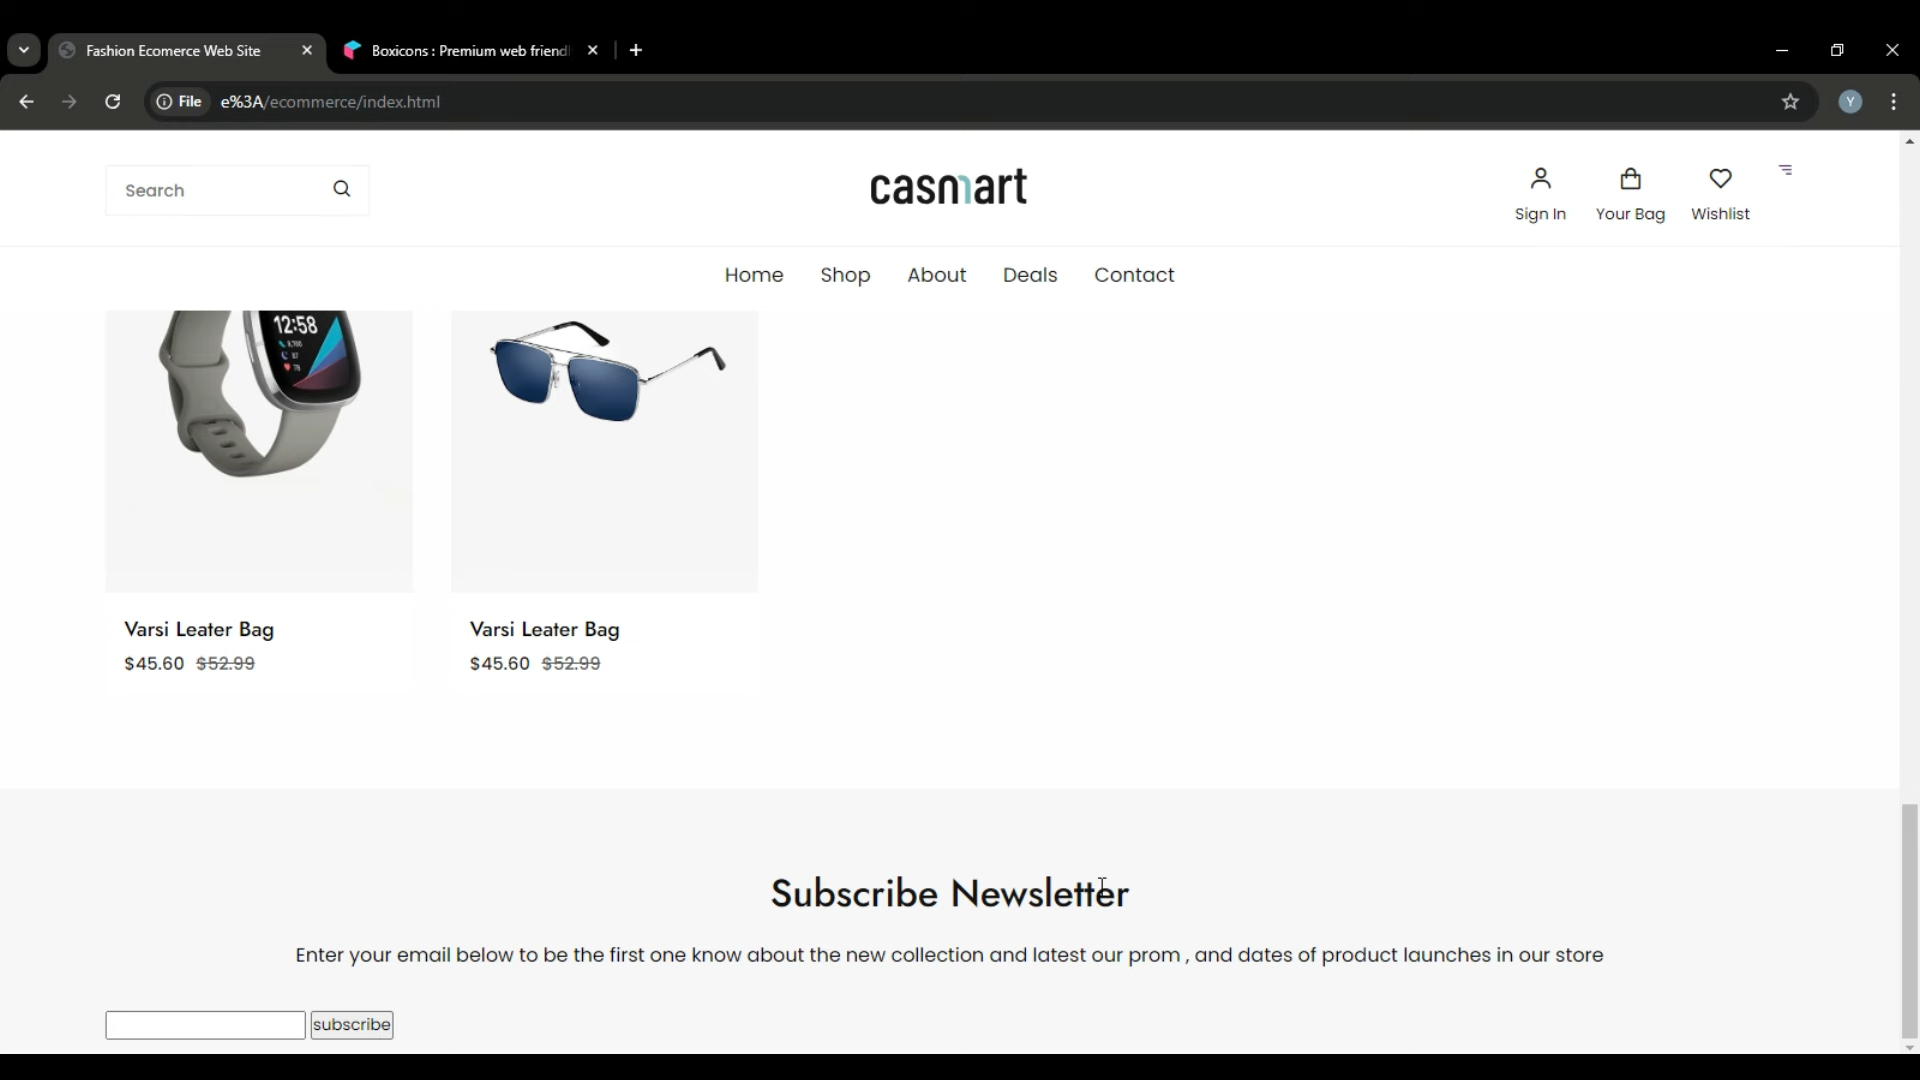 Fashion Ecomerce Web Site
Boxicons : Premium web friend
File e%3A/ecommerce/index.html
Y
Search
casmart
Sign In
Your Bag
Wishlist
Home
Shop
About
Deals
Contact
12:58
Varsi Leater Bag
$45.60 $52.99
Varsi Leater Bag
$45.60 $52.99
Subscribe Newsletter
Enter your email below to be the first one know about the new collection and latest our prom , and dates of product launches in our store
subscribe